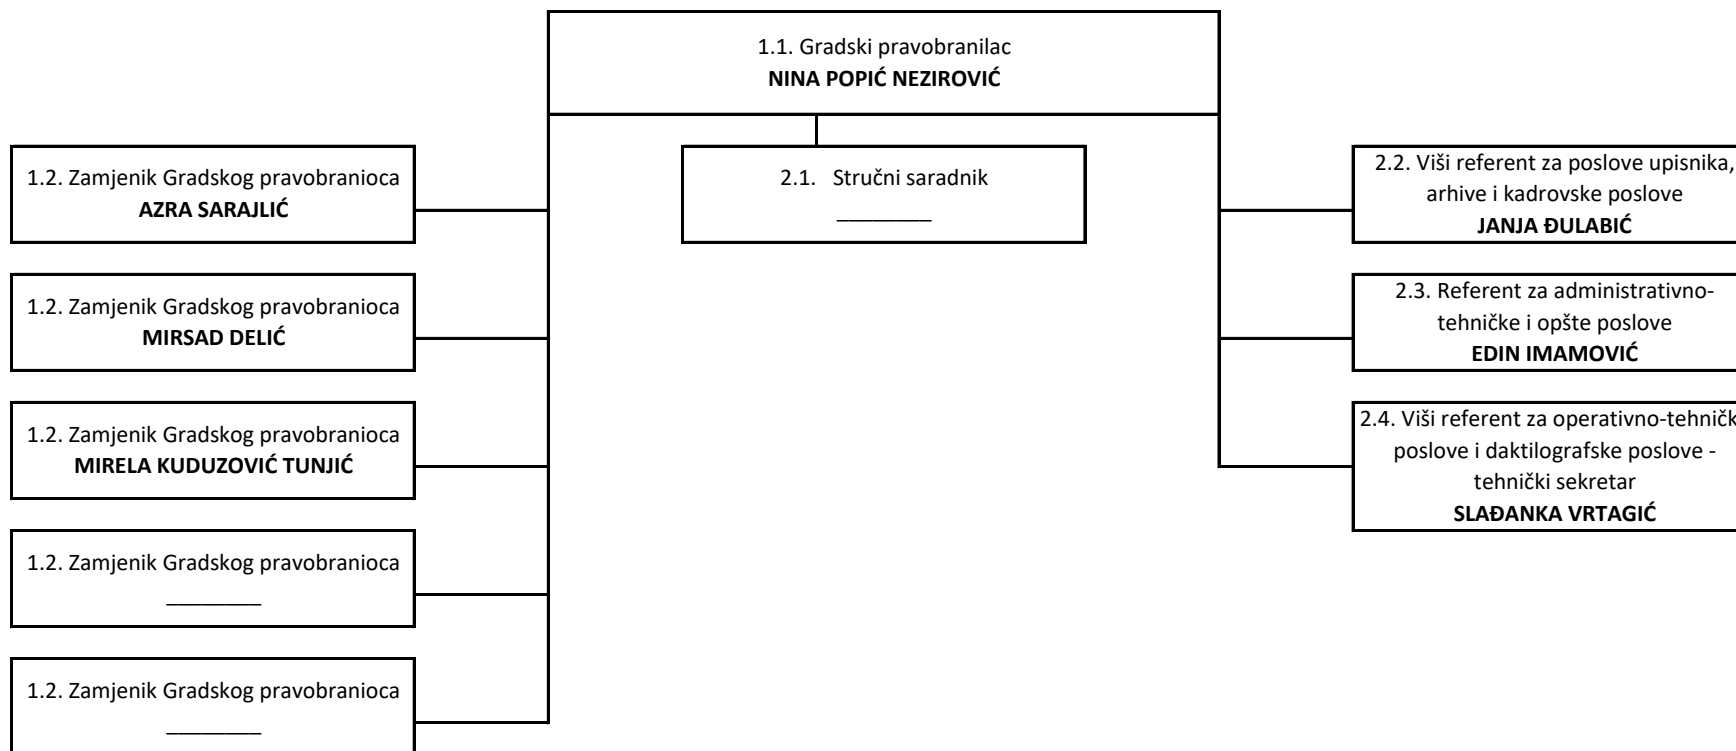 1.1. Gradski pravobranilac
NINA POPIĆ NEZIROVIĆ
1.2. Zamjenik Gradskog pravobranioca
AZRA SARAJLIĆ
1.2. Zamjenik Gradskog pravobranioca
MIRSAD DELIĆ
1.2. Zamjenik Gradskog pravobranioca
MIRELA KUDUZOVIĆ TUNJIĆ
1.2. Zamjenik Gradskog pravobranioca
________
1.2. Zamjenik Gradskog pravobranioca
________
2.1. Stručni saradnik
________
2.2. Viši referent za poslove upisnika,
arhive i kadrovske poslove
JANJA ĐULABIĆ
2.3. Referent za administrativno-
tehničke i opšte poslove
EDIN IMAMOVIĆ
2.4. Viši referent za operativno-tehničk
poslove i daktilografske poslove -
tehnički sekretar
SLAĐANKA VRTAGIĆ